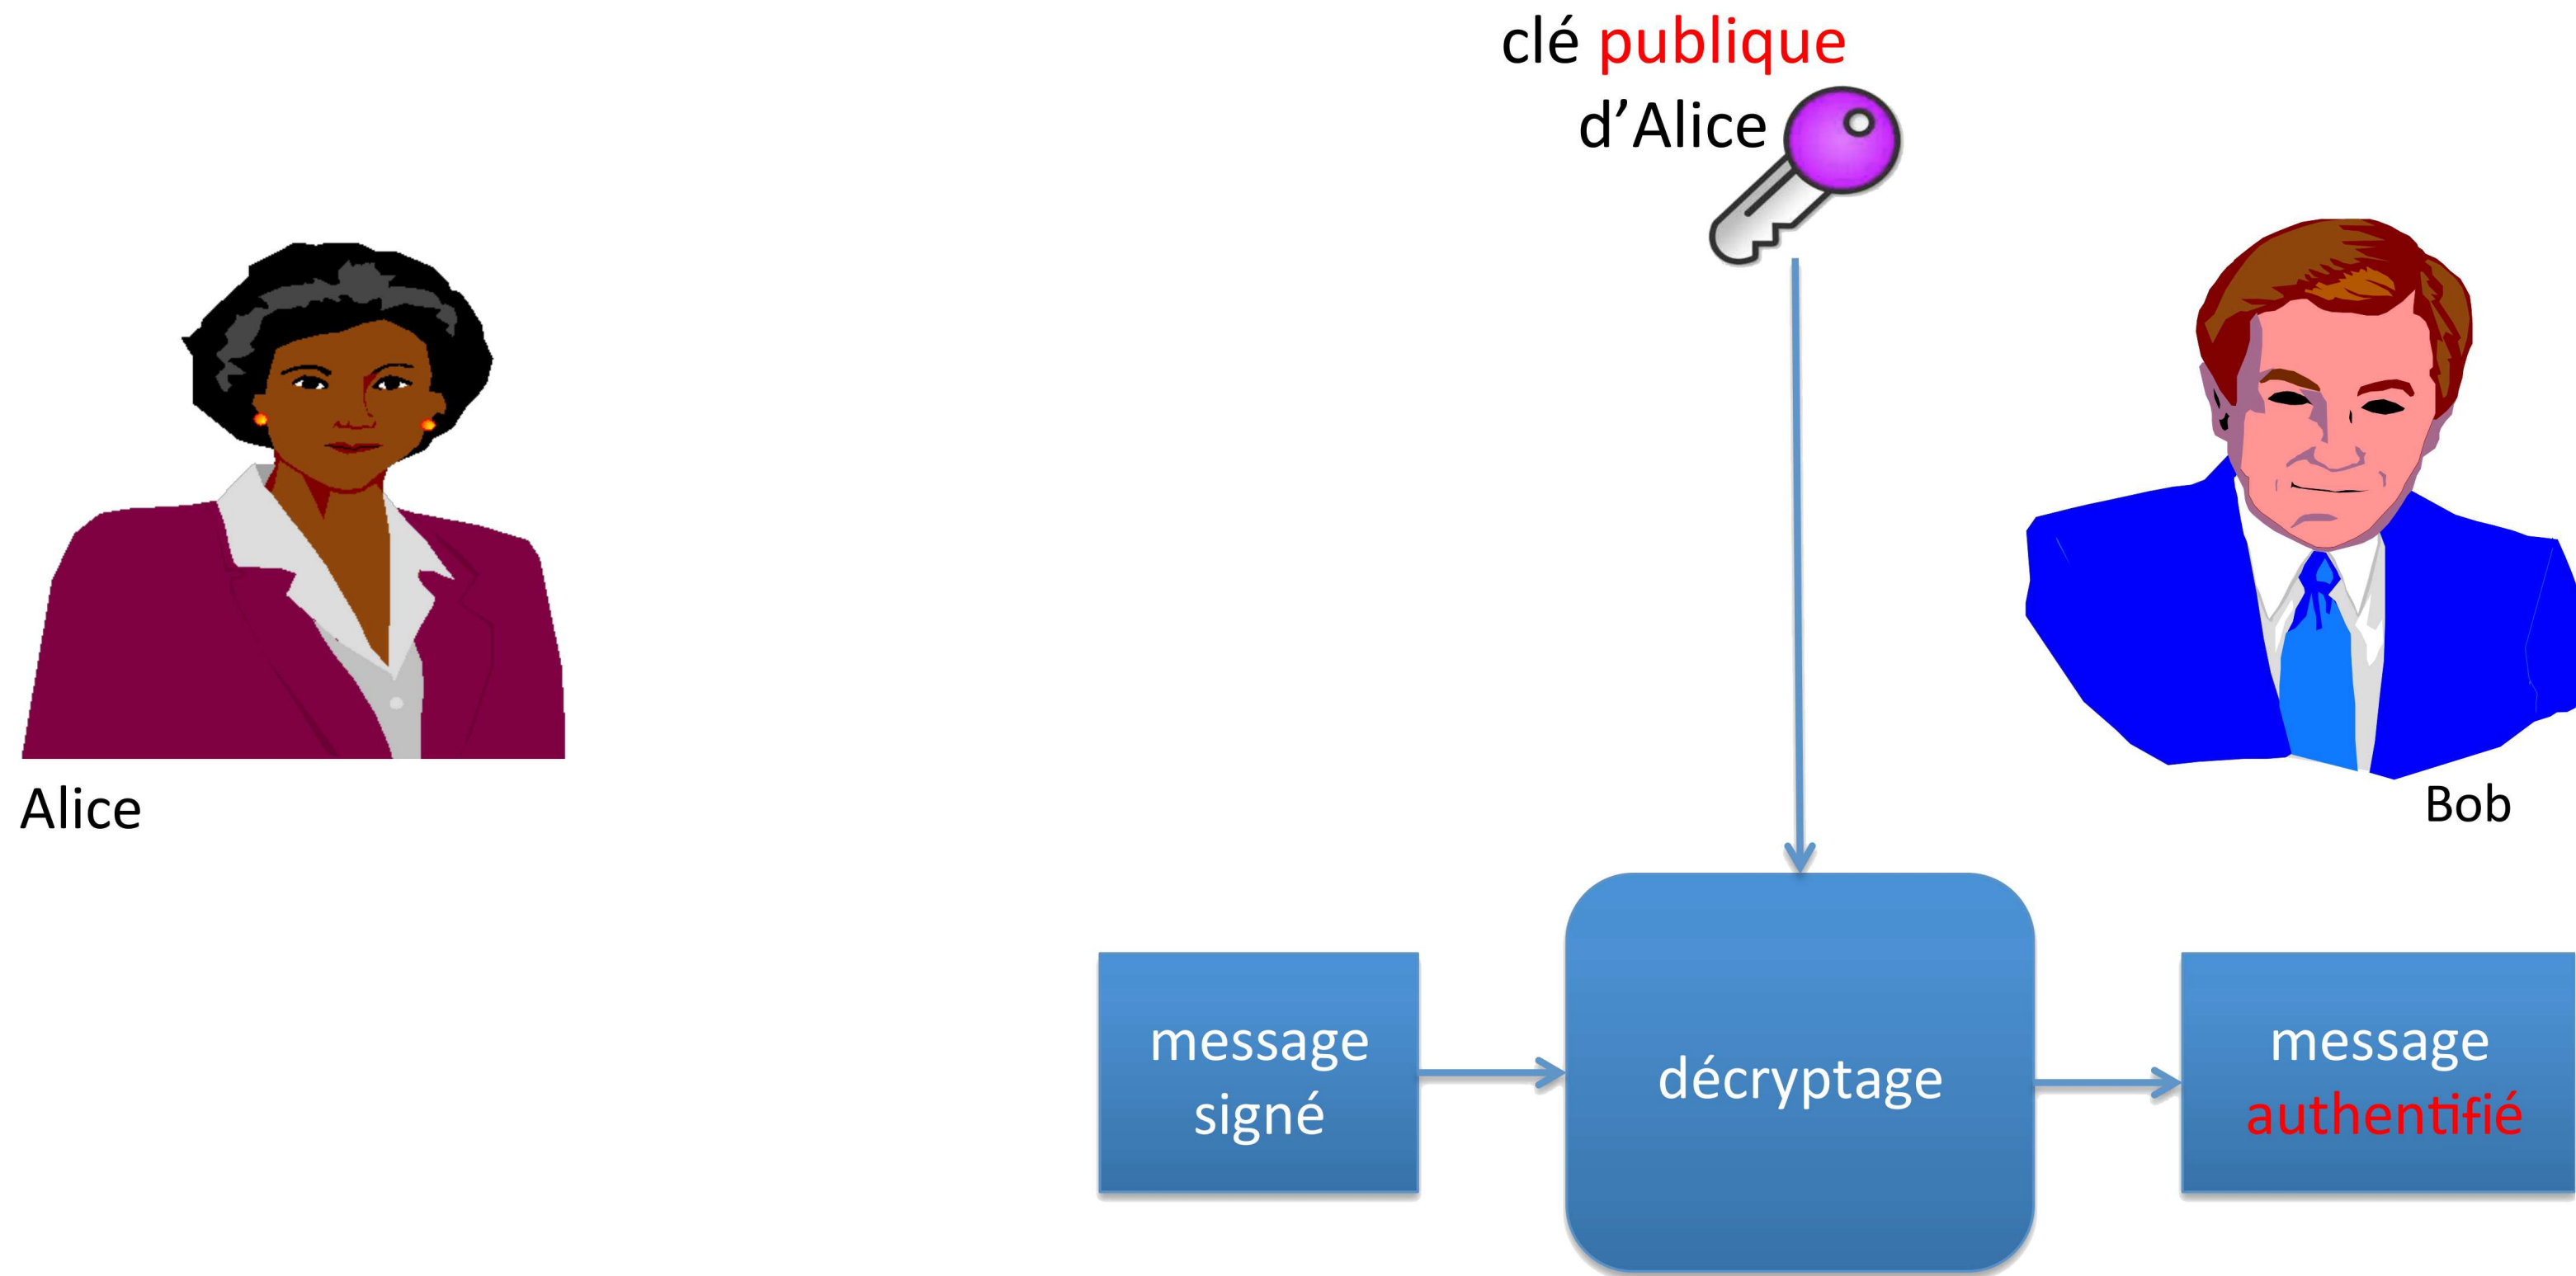 clé publique
d’Alice
Alice
Bob
message
signé
décryptage
message
authentifié